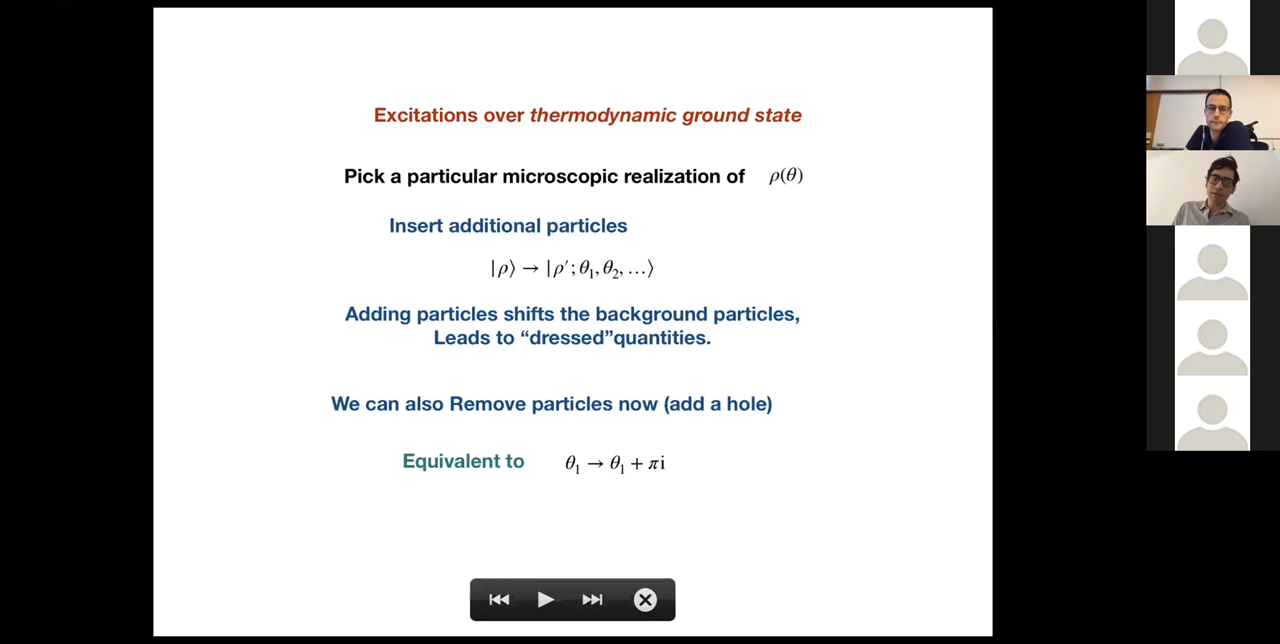 Excitations over thermodynamic ground state
Pick a particular microscopic realization of ρ(θ)
Insert additional particles
|ρ⟩ → |ρ′; θ₁, θ₂, …⟩
Adding particles shifts the background particles,
Leads to “dressed”quantities.
We can also Remove particles now (add a hole)
Equivalent to θ₁ → θ₁ + πi